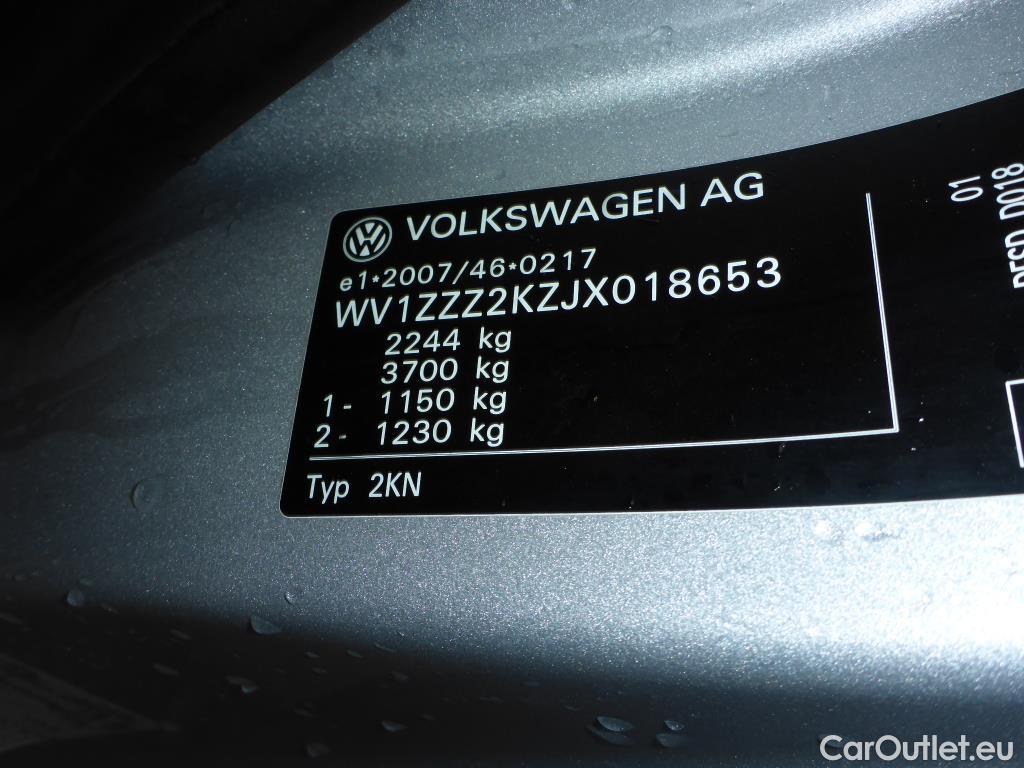 VOLKSWAGEN AG
e1*2007/46*0217
WV1ZZZ2KZJX018653
2244 kg
3700 kg
1- 1150 kg
2- 1230 kg
Typ 2KN
01
D018
CarOutlet.eu